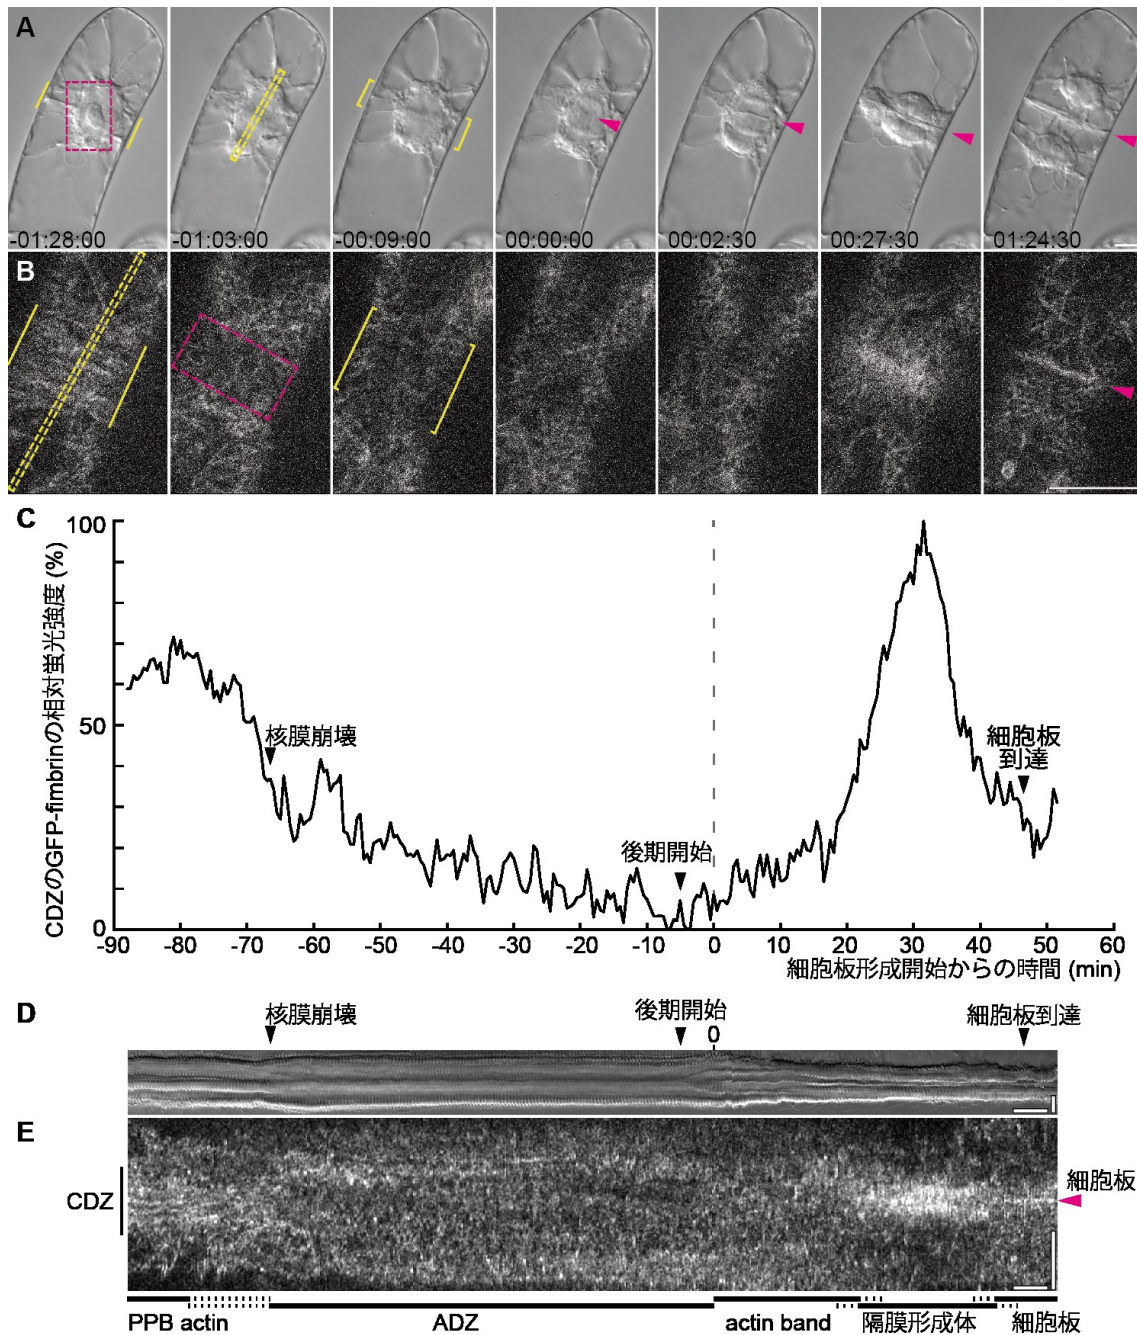 A
-01:28:00
-01:03:00
-00:09:00
00:00:00
00:02:30
00:27:30
01:24:30
B
C
CDZのGFP-fimbrinの相対蛍光強度 (%)
100
50
0
核膜崩壊
後期開始
細胞板
到達
-90 -80 -70 -60 -50 -40 -30 -20 -10 0 10 20 30 40 50 60
細胞板形成開始からの時間 (min)
D
核膜崩壊
後期開始
0
細胞板到達
E
CDZ
細胞板
PPB actin
ADZ
actin band
隔膜形成体
細胞板